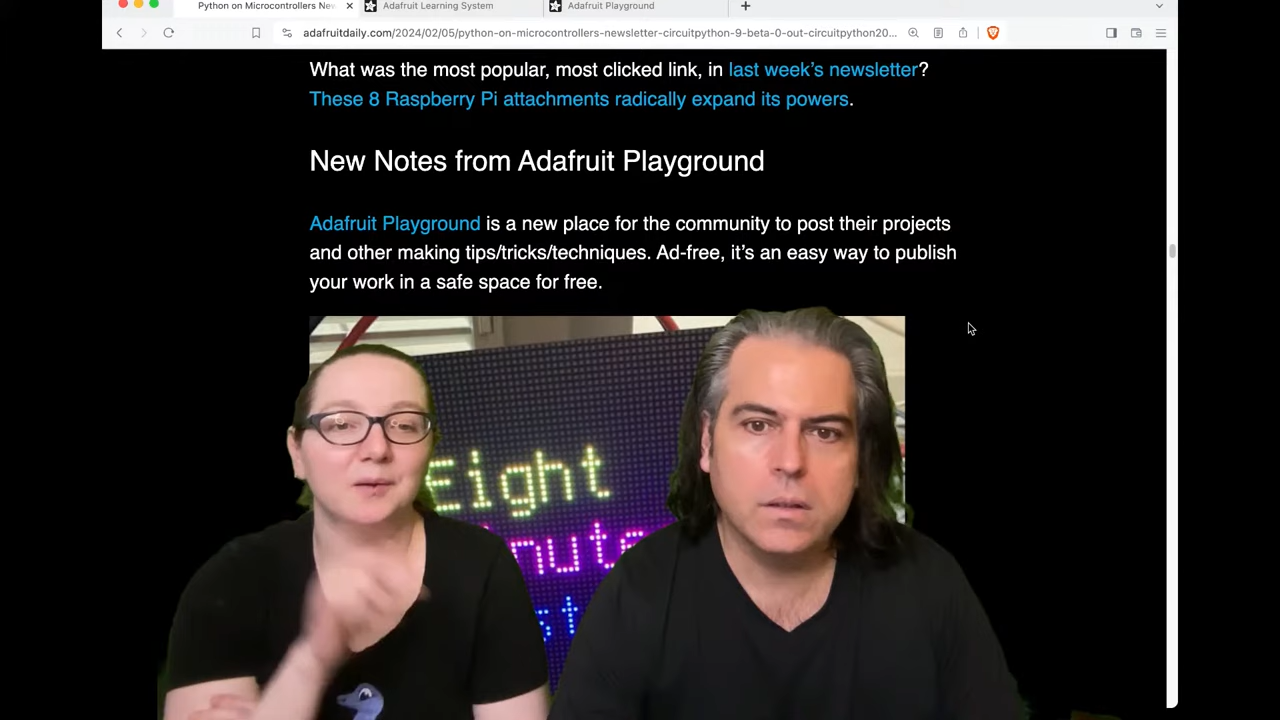 Python on Microcontrollers New
Adafruit Learning System
Adafruit Playground
adafruitdaily.com/2024/02/05/python-on-microcontrollers-newsletter-circuitpython-9-beta-0-out-circuitpython20...
What was the most popular, most clicked link, in last week's newsletter?
These 8 Raspberry Pi attachments radically expand its powers.
New Notes from Adafruit Playground
Adafruit Playground is a new place for the community to post their projects
and other making tips/tricks/techniques. Ad-free, it's an easy way to publish
your work in a safe space for free.
Eight